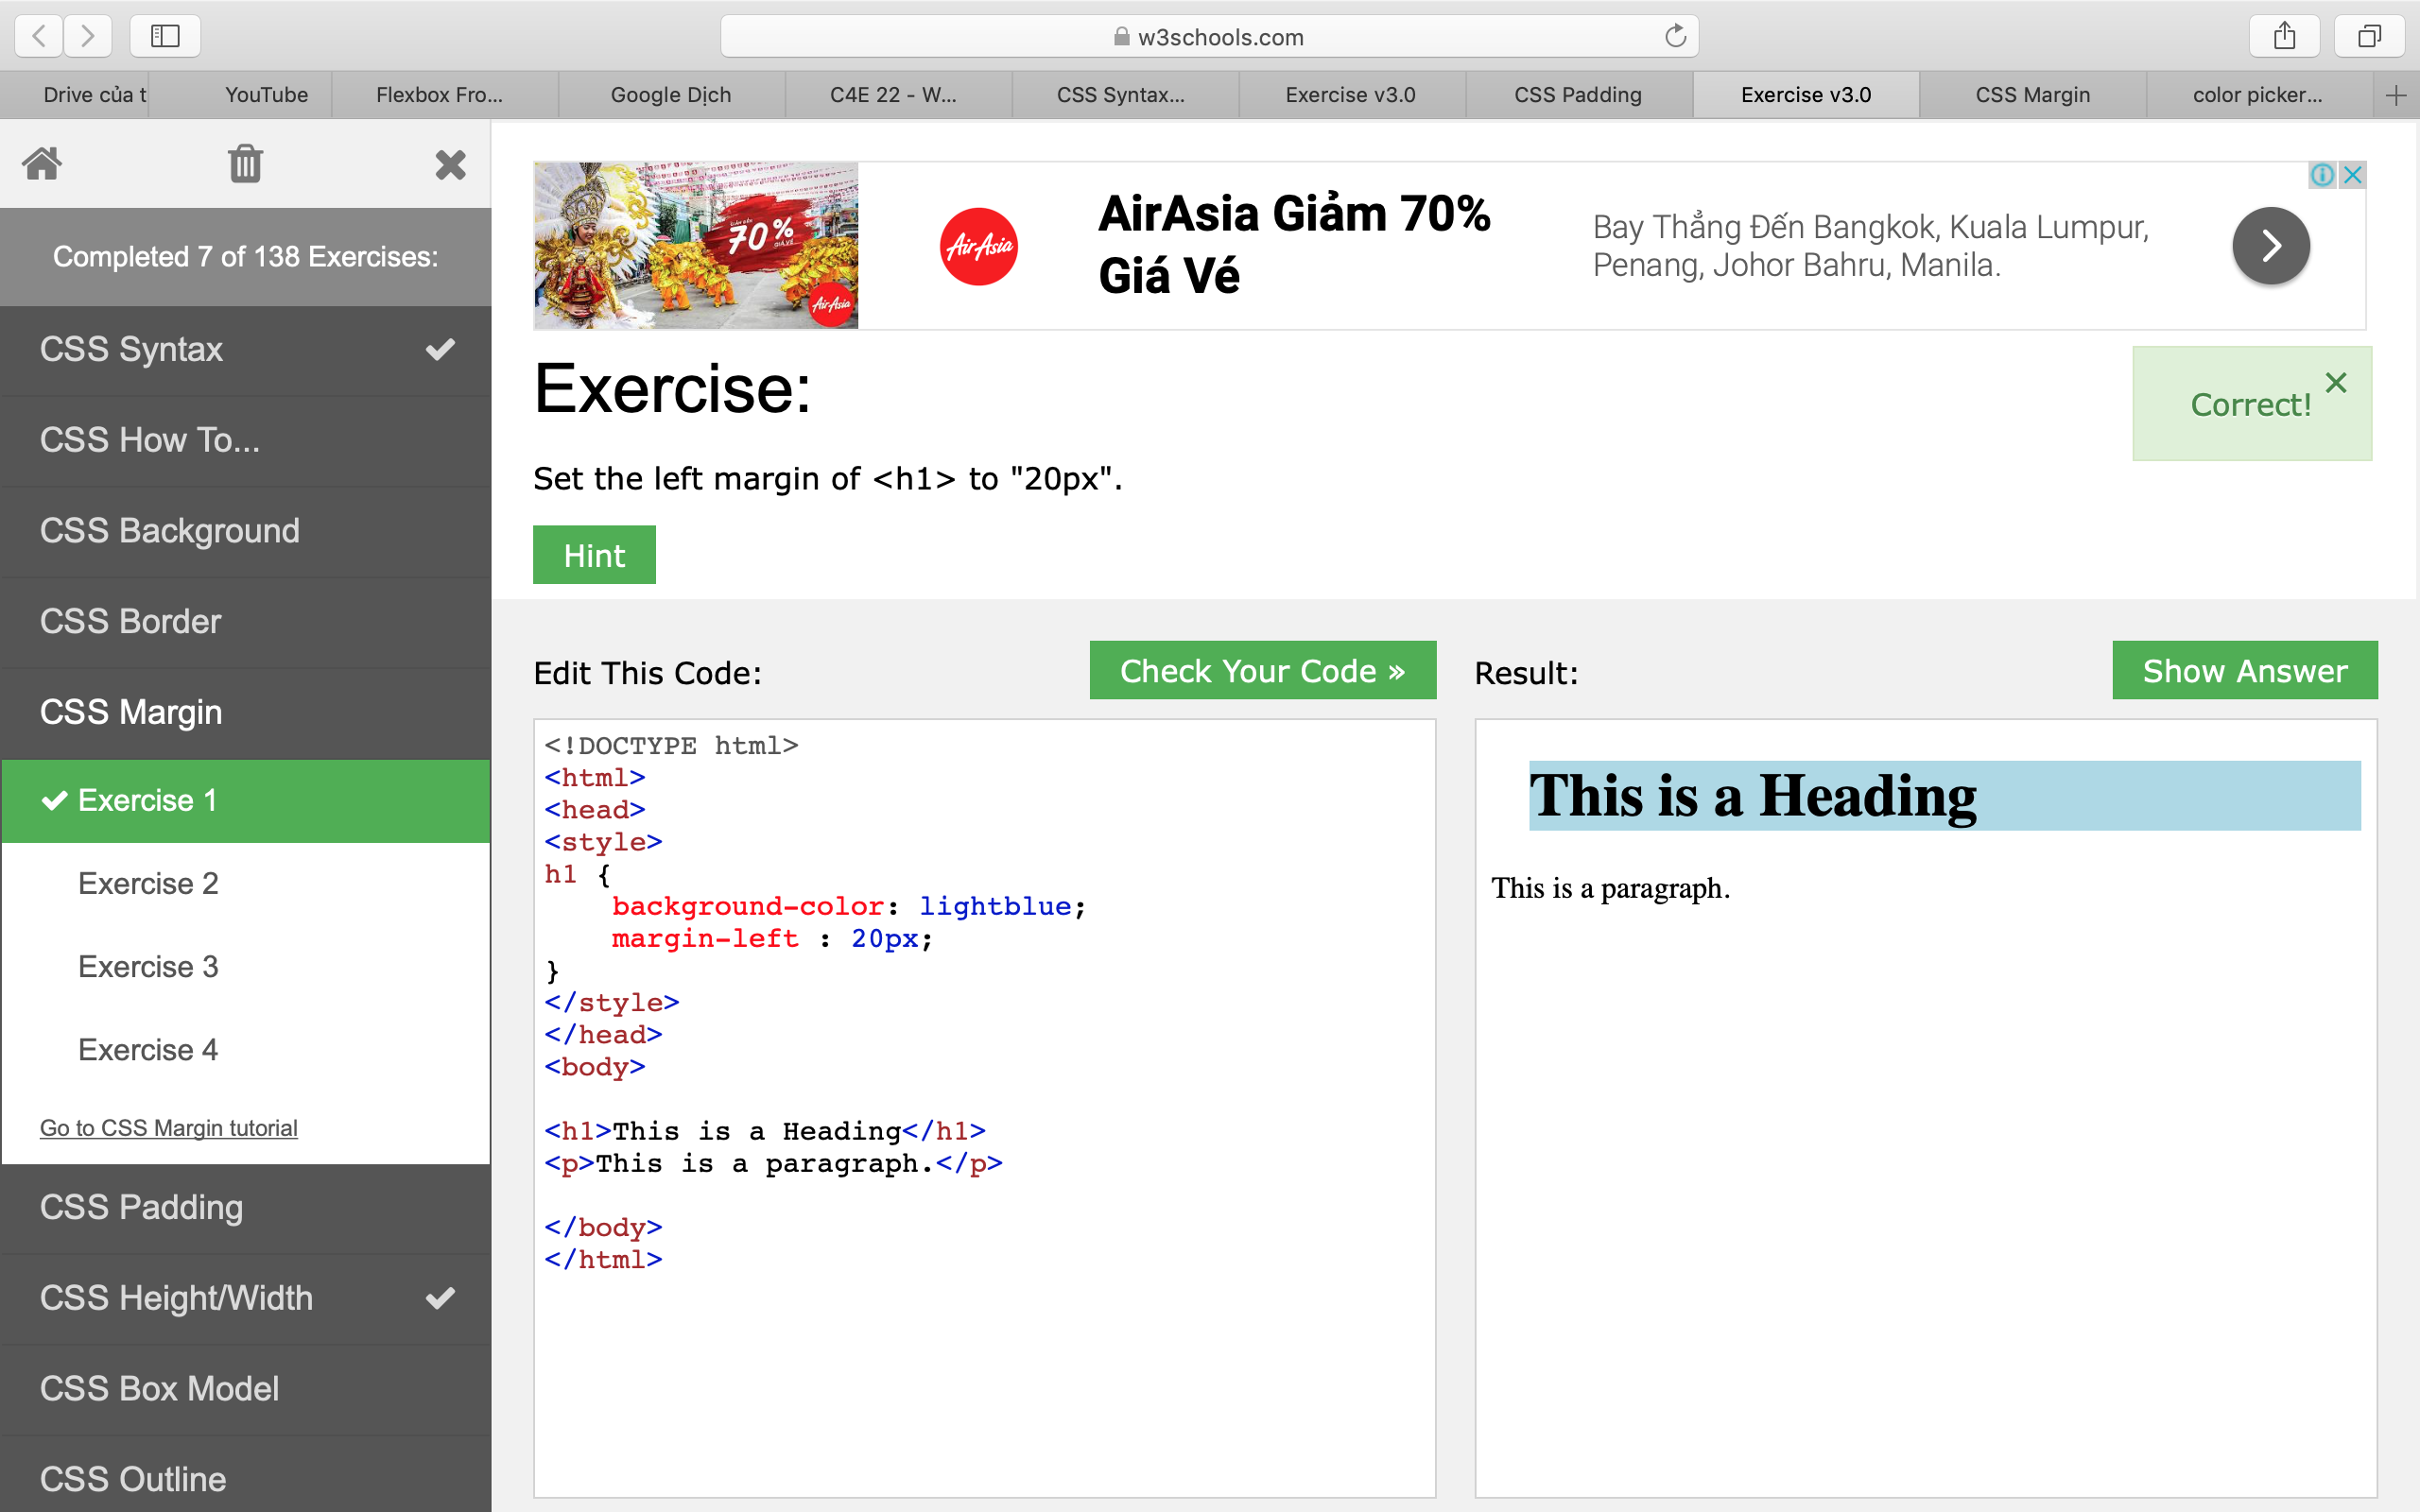 w3schools.com
Drive của t
YouTube
Flexbox Fro...
Google Dịch
C4E 22 - W...
CSS Syntax...
Exercise v3.0
CSS Padding
Exercise v3.0
CSS Margin
color picker...
Completed 7 of 138 Exercises:
CSS Syntax
CSS How To...
CSS Background
CSS Border
CSS Margin
Exercise 1
Exercise 2
Exercise 3
Exercise 4
Go to CSS Margin tutorial
CSS Padding
CSS Height/Width
CSS Box Model
CSS Outline
70%
GIÁ VÉ
AirAsia
AirAsia
AirAsia Giảm 70%
Giá Vé
Bay Thẳng Đến Bangkok, Kuala Lumpur,
Penang, Johor Bahru, Manila.
Exercise:
Correct!
Set the left margin of <h1> to "20px".
Hint
Edit This Code:
Check Your Code »
Result:
Show Answer
<!DOCTYPE html>
<html>
<head>
<style>
h1 {
    background-color: lightblue;
    margin-left : 20px;
}
</style>
</head>
<body>
<h1>This is a Heading</h1>
<p>This is a paragraph.</p>
</body>
</html>
This is a Heading
This is a paragraph.